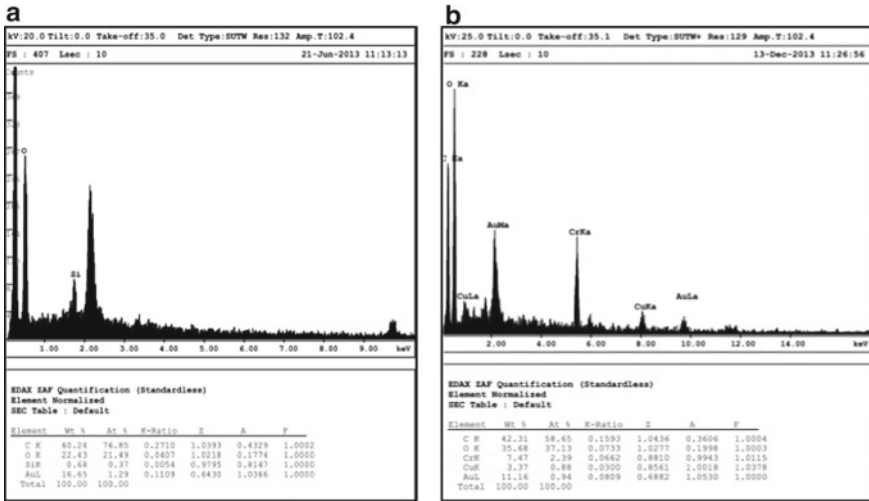 a
kV:20.0 Tilt:0.0 Take-off:35.0 Det Type:SUTW Res:132 Amp.T:102.4
FS : 407 Lsec : 10 21-Jun-2013 11:13:13
Counts
O
Si
1.00 2.00 3.00 4.00 5.00 6.00 7.00 8.00 9.00 keV
EDAX ZAF Quantification (Standardless)
Element Normalized
SEC Table : Default
Element Wt % At % K-Ratio Z A F
C K 60.24 76.85 0.2710 1.0393 0.4329 1.0002
O K 22.43 21.49 0.0407 1.0218 0.1774 1.0000
SiK 0.68 0.37 0.0054 0.9795 0.8147 1.0000
AuL 16.65 1.29 0.1109 0.6430 1.0366 1.0000
Total 100.00 100.00
b
kV:25.0 Tilt:0.0 Take-off:35.1 Det Type:SUTW+ Res:129 Amp.T:102.4
FS : 228 Lsec : 10 13-Dec-2013 11:26:56
O Ka
Ka
AuMa
CrKa
CuLa
CuKa
AuLa
2.00 4.00 6.00 8.00 10.00 12.00 14.00 keV
EDAX ZAF Quantification (Standardless)
Element Normalized
SEC Table : Default
Element Wt % At % K-Ratio Z A F
C K 42.31 58.65 0.1593 1.0436 0.3606 1.0004
O K 35.68 37.13 0.0733 1.0277 0.1998 1.0003
CrK 7.47 2.39 0.0662 0.8810 0.9943 1.0115
CuK 3.37 0.88 0.0300 0.8561 1.0018 1.0378
AuL 11.16 0.94 0.0809 0.6882 1.0530 1.0000
Total 100.00 100.00